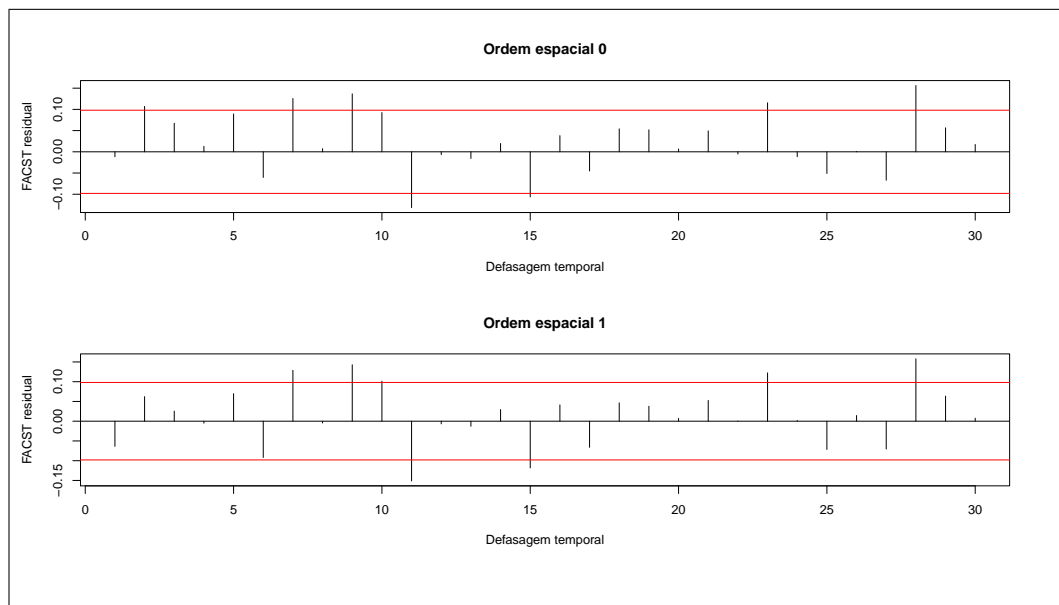 Ordem espacial 0
FACST residual
0.10
0.00
−0.10
0 5 10 15 20 25 30
Defasagem temporal
Ordem espacial 1
FACST residual
0.10
0.00
−0.15
0 5 10 15 20 25 30
Defasagem temporal